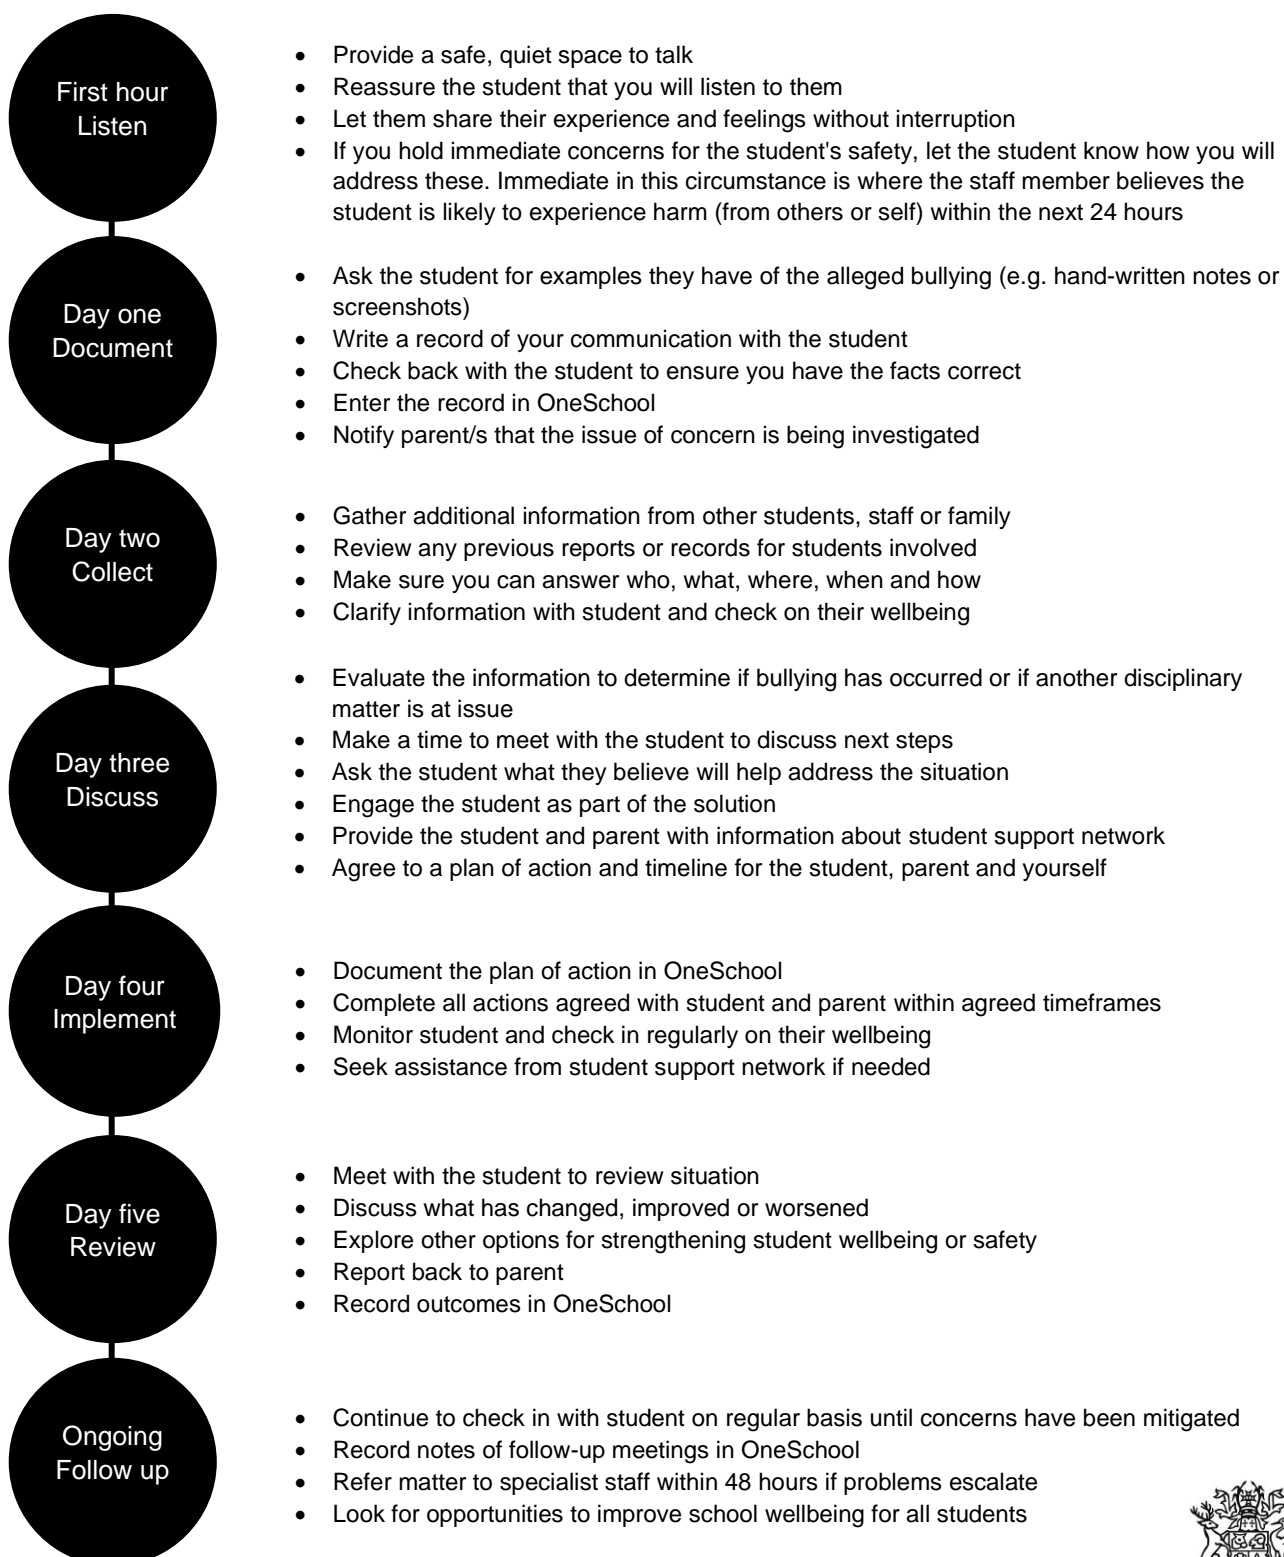 First hour
Listen
• Provide a safe, quiet space to talk
• Reassure the student that you will listen to them
• Let them share their experience and feelings without interruption
• If you hold immediate concerns for the student's safety, let the student know how you will
address these. Immediate in this circumstance is where the staff member believes the
student is likely to experience harm (from others or self) within the next 24 hours
Day one
Document
• Ask the student for examples they have of the alleged bullying (e.g. hand-written notes or
screenshots)
• Write a record of your communication with the student
• Check back with the student to ensure you have the facts correct
• Enter the record in OneSchool
• Notify parent/s that the issue of concern is being investigated
Day two
Collect
• Gather additional information from other students, staff or family
• Review any previous reports or records for students involved
• Make sure you can answer who, what, where, when and how
• Clarify information with student and check on their wellbeing
Day three
Discuss
• Evaluate the information to determine if bullying has occurred or if another disciplinary
matter is at issue
• Make a time to meet with the student to discuss next steps
• Ask the student what they believe will help address the situation
• Engage the student as part of the solution
• Provide the student and parent with information about student support network
• Agree to a plan of action and timeline for the student, parent and yourself
Day four
Implement
• Document the plan of action in OneSchool
• Complete all actions agreed with student and parent within agreed timeframes
• Monitor student and check in regularly on their wellbeing
• Seek assistance from student support network if needed
Day five
Review
• Meet with the student to review situation
• Discuss what has changed, improved or worsened
• Explore other options for strengthening student wellbeing or safety
• Report back to parent
• Record outcomes in OneSchool
Ongoing
Follow up
• Continue to check in with student on regular basis until concerns have been mitigated
• Record notes of follow-up meetings in OneSchool
• Refer matter to specialist staff within 48 hours if problems escalate
• Look for opportunities to improve school wellbeing for all students